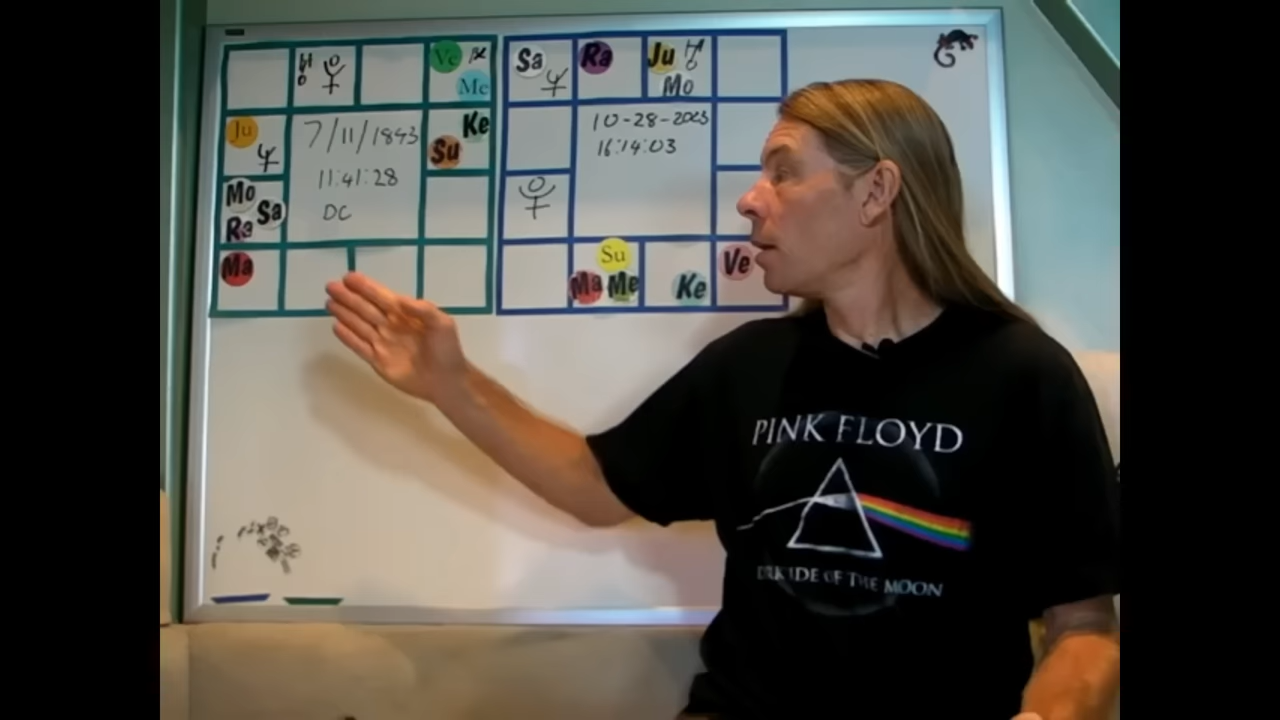 Ve
Me
Ju
7/11/1843
Ke
Su
11:41:28
Mo
Sa
Ra
DC
Ma
Sa
Ra
Ju
Mo
10-28-2023
16:14:03
Su
Ma Me
Ke
Ve
PINK FLOYD
DARK SIDE OF THE MOON